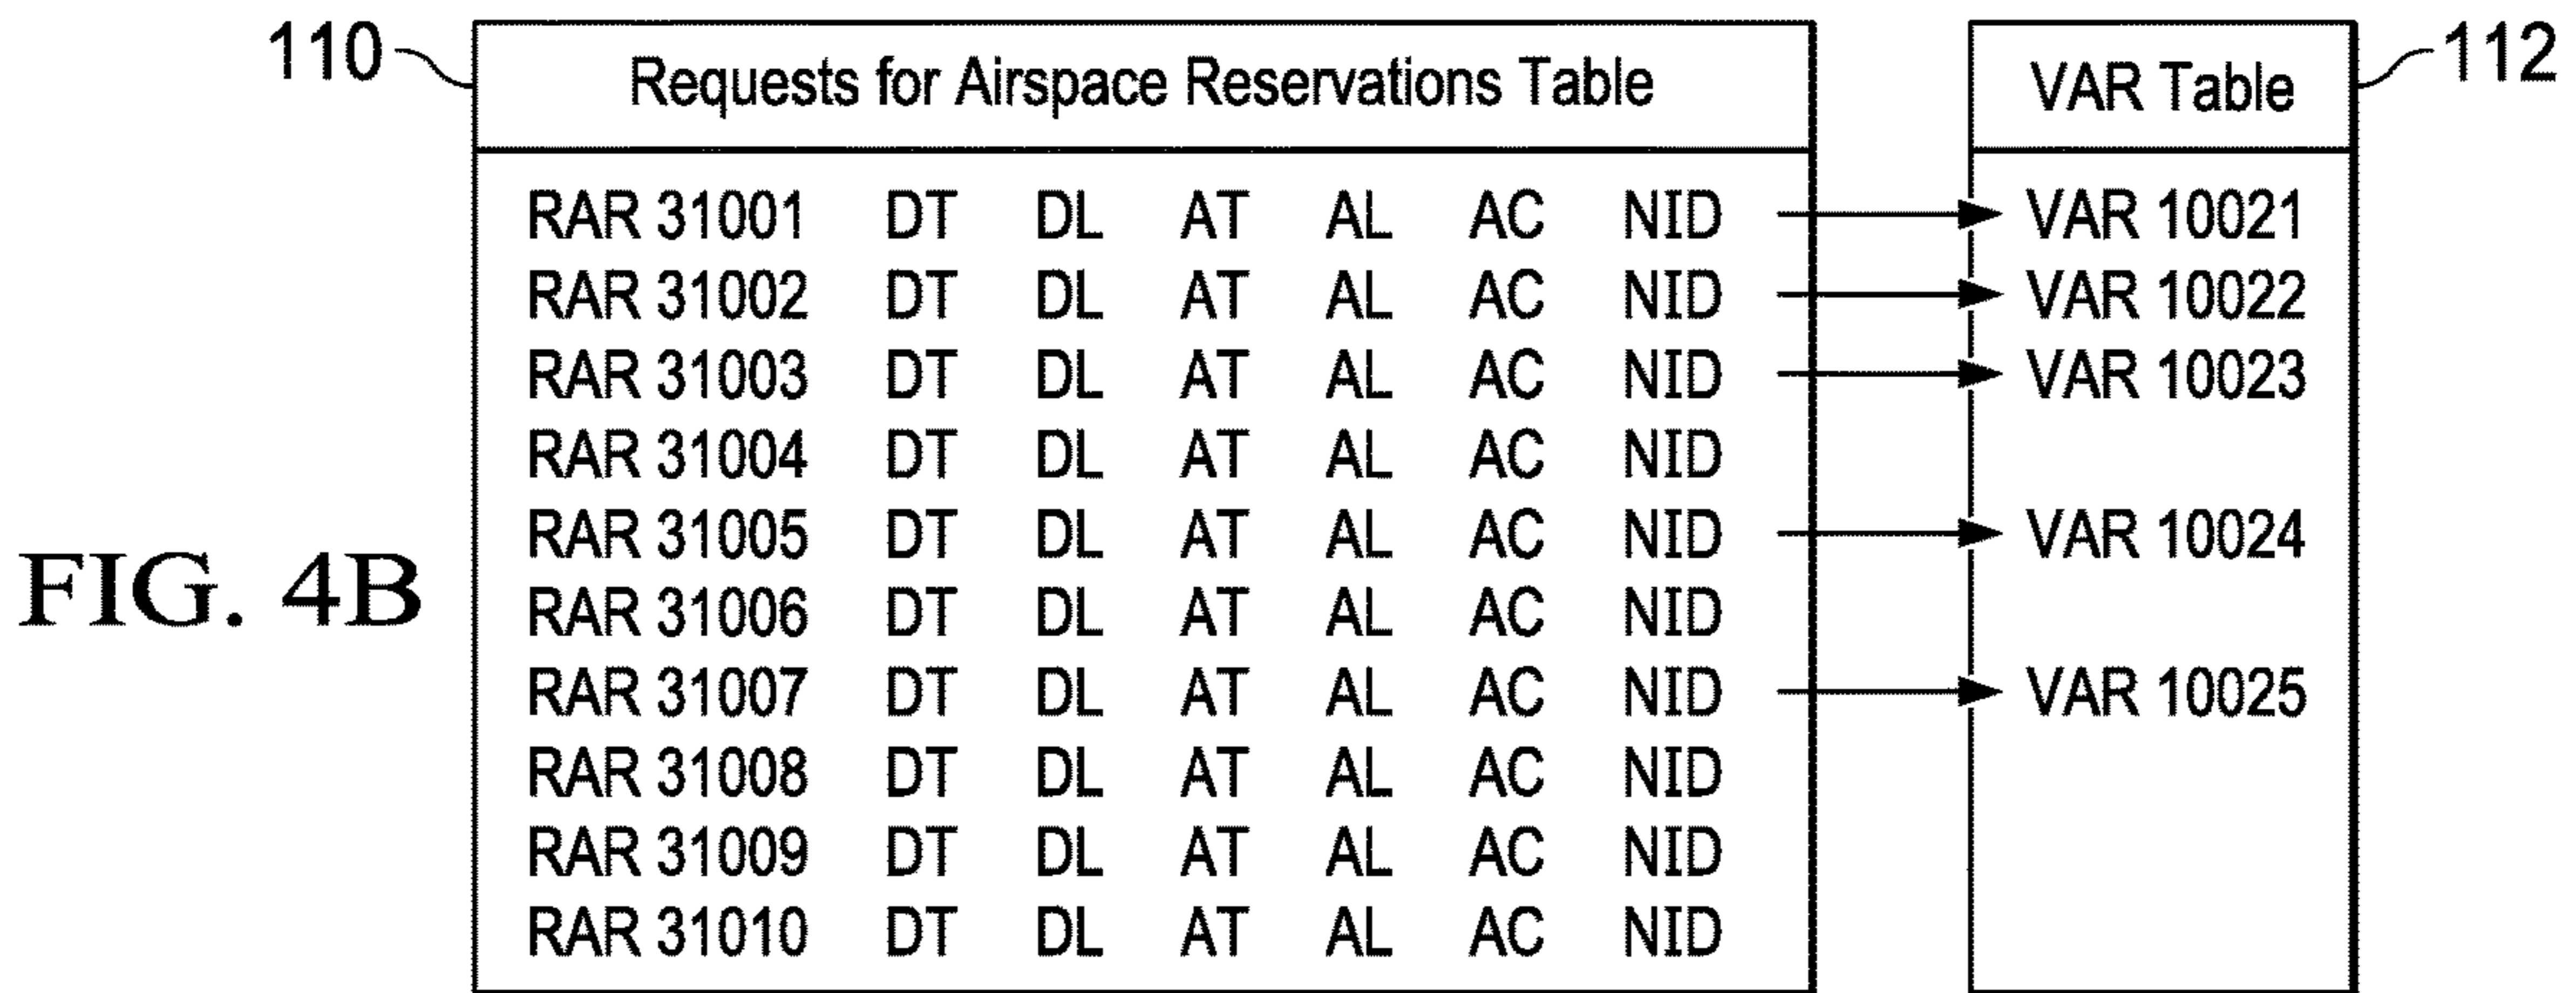 110 Requests for Airspace Reservations Table VAR Table 112
RAR 31001 DT DL AT AL AC NID VAR 10021
RAR 31002 DT DL AT AL AC NID VAR 10022
RAR 31003 DT DL AT AL AC NID VAR 10023
RAR 31004 DT DL AT AL AC NID
RAR 31005 DT DL AT AL AC NID VAR 10024
RAR 31006 DT DL AT AL AC NID
RAR 31007 DT DL AT AL AC NID VAR 10025
RAR 31008 DT DL AT AL AC NID
RAR 31009 DT DL AT AL AC NID
RAR 31010 DT DL AT AL AC NID
FIG. 4B